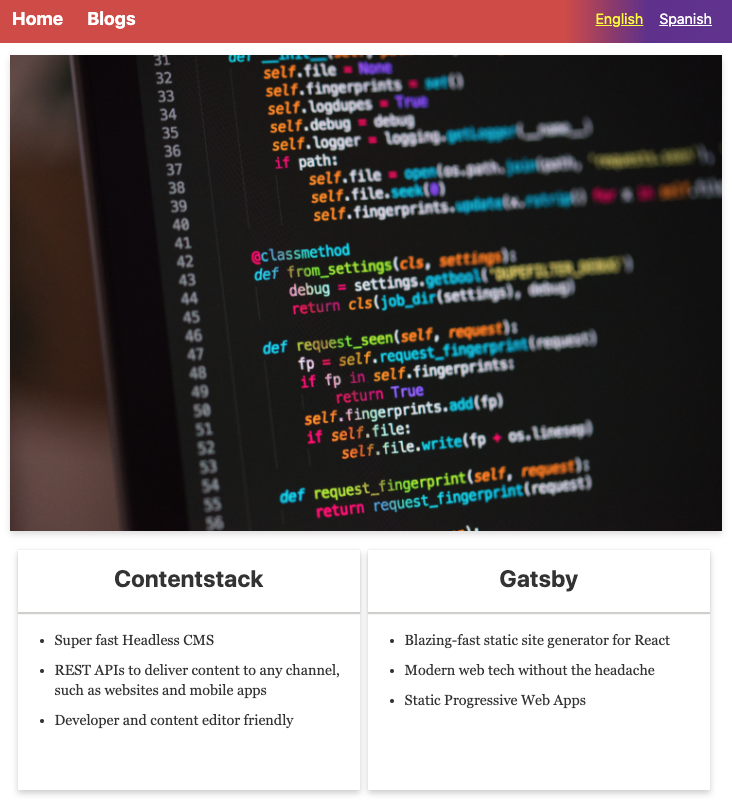 Home Blogs English Spanish
31 def __init__(self,
32 self.file = None
33 self.fingerprints = set()
34 self.logdupes = True
35 self.debug = debug
36 self.logger = logging.getLogger(__name__)
37 if path:
38 self.file = open(os.path.join(path, 'requests.seen'),
39 self.file.seek(0)
40 self.fingerprints.update(x.rstrip() for x in self.file
41
42 @classmethod
43 def from_settings(cls, settings):
44 debug = settings.getbool('DUPEFILTER_DEBUG')
45 return cls(job_dir(settings), debug)
46
47 def request_seen(self, request):
48 fp = self.request_fingerprint(request)
49 if fp in self.fingerprints:
50 return True
51 self.fingerprints.add(fp)
52 if self.file:
53 self.file.write(fp + os.linesep)
54
55 def request_fingerprint(self, request):
56 return request_fingerprint(request)
Contentstack
Super fast Headless CMS
REST APIs to deliver content to any channel,
such as websites and mobile apps
Developer and content editor friendly
Gatsby
Blazing-fast static site generator for React
Modern web tech without the headache
Static Progressive Web Apps